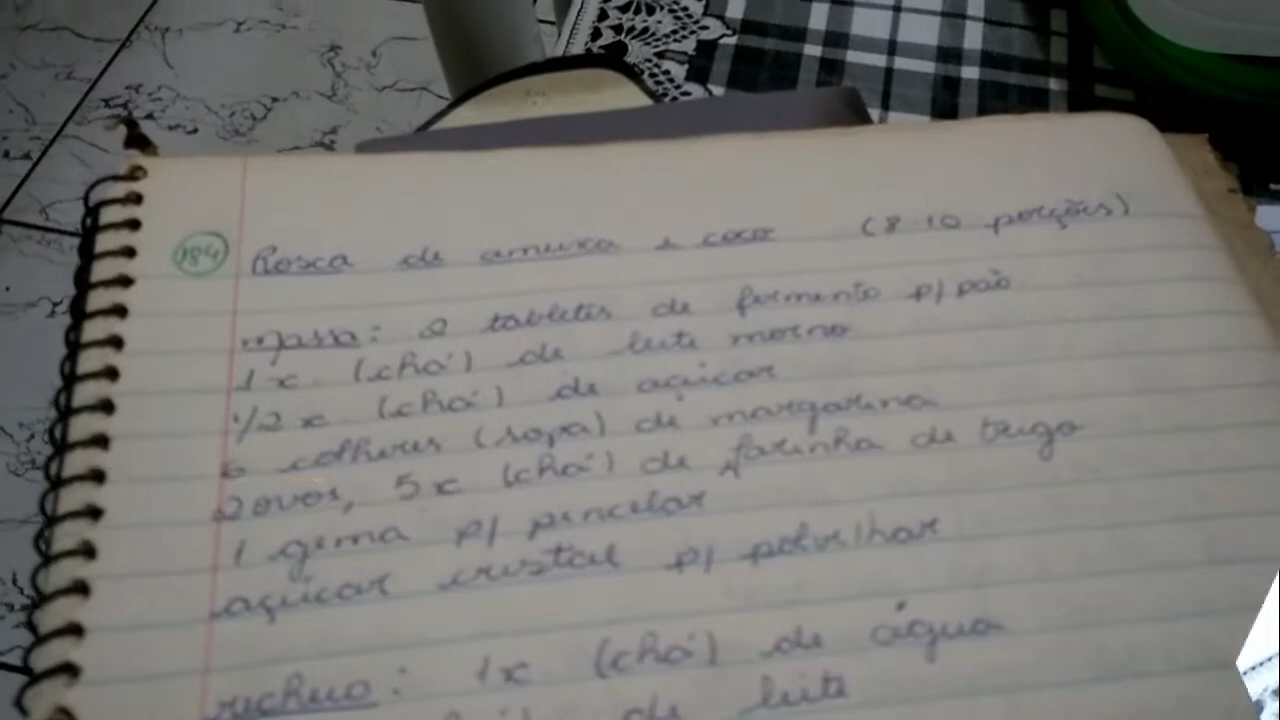 184 Rosca de ameixa e coco (8-10 porções)
massa: 2 tabletes de fermento p/ pão
1 x (chá) de leite morno
1/2 x (chá) de açúcar
6 colheres (sopa) de margarina
2 ovos, 5 x (chá) de farinha de trigo
1 gema p/ pincelar
açúcar cristal p/ polvilhar
recheio: 1 x (chá) de água
de leite